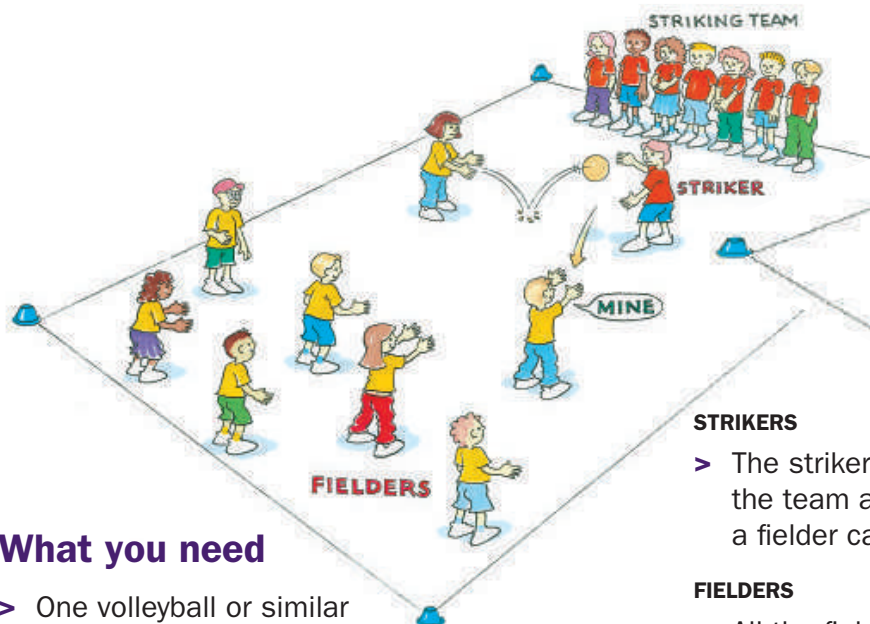 STRIKING TEAM
STRIKER
MINE
FIELDERS
What you need
> One volleyball or similar
STRIKERS
> The striker
the team a
a fielder ca
FIELDERS